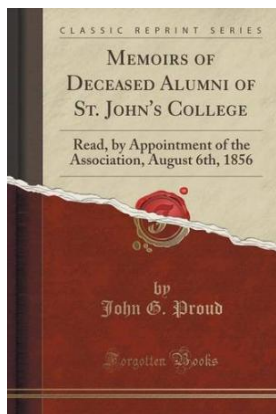 CLASSIC REPRINT SERIES
MEMOIRS OF
DECEASED ALUMNI OF
ST. JOHN'S COLLEGE
Read, by Appointment of the
Association, August 6th, 1856
by
John G. Proud
Forgotten Books